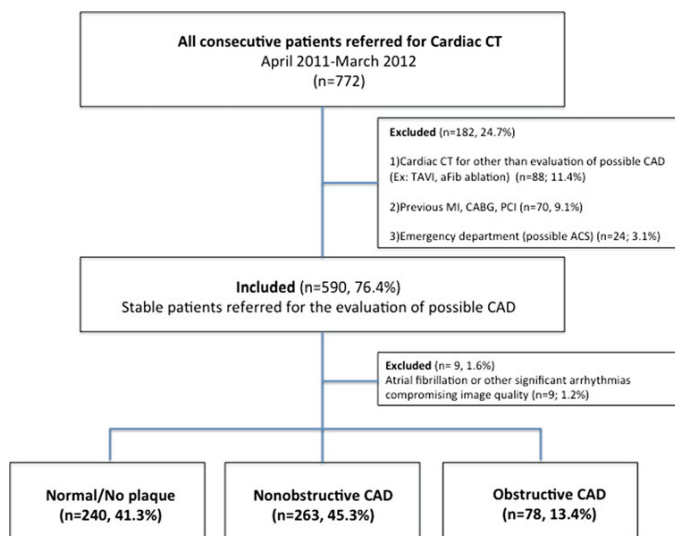 All consecutive patients referred for Cardiac CT
April 2011-March 2012
(n=772)
Excluded (n=182, 24.7%)
1)Cardiac CT for other than evaluation of possible CAD
(Ex: TAVI, aFib ablation) (n=88; 11.4%)
2)Previous MI, CABG, PCI (n=70, 9.1%)
3)Emergency department (possible ACS) (n=24; 3.1%)
Included (n=590, 76.4%)
Stable patients referred for the evaluation of possible CAD
Excluded (n= 9, 1.6%)
Atrial fibrillation or other significant arrhythmias
compromising image quality (n=9; 1.2%)
Normal/No plaque
(n=240, 41.3%)
Nonobstructive CAD
(n=263, 45.3%)
Obstructive CAD
(n=78, 13.4%)